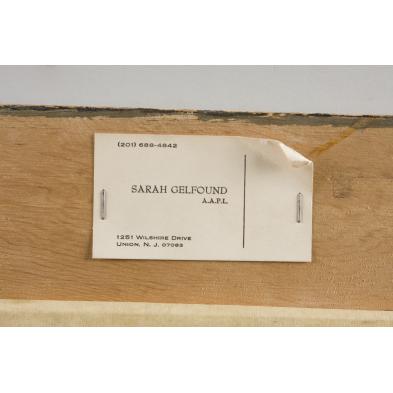 (201) 688-4842
SARAH GELFOUND
A.A.P.L.
1251 WILSHIRE DRIVE
UNION, N. J. 07083